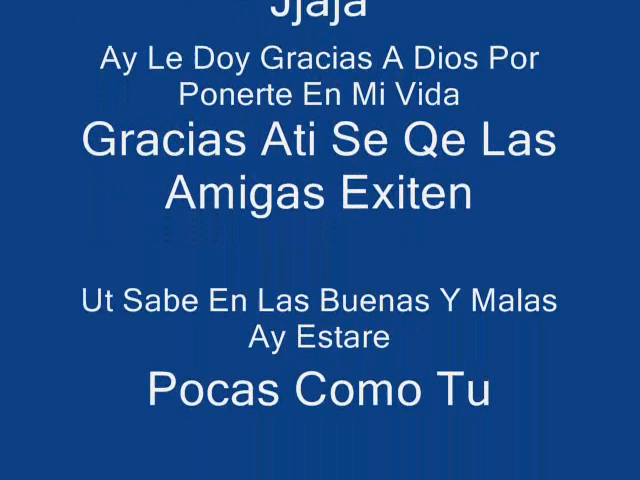 Jjaja
Ay Le Doy Gracias A Dios Por
Ponerte En Mi Vida
Gracias Ati Se Qe Las
Amigas Exiten
Ut Sabe En Las Buenas Y Malas
Ay Estare
Pocas Como Tu